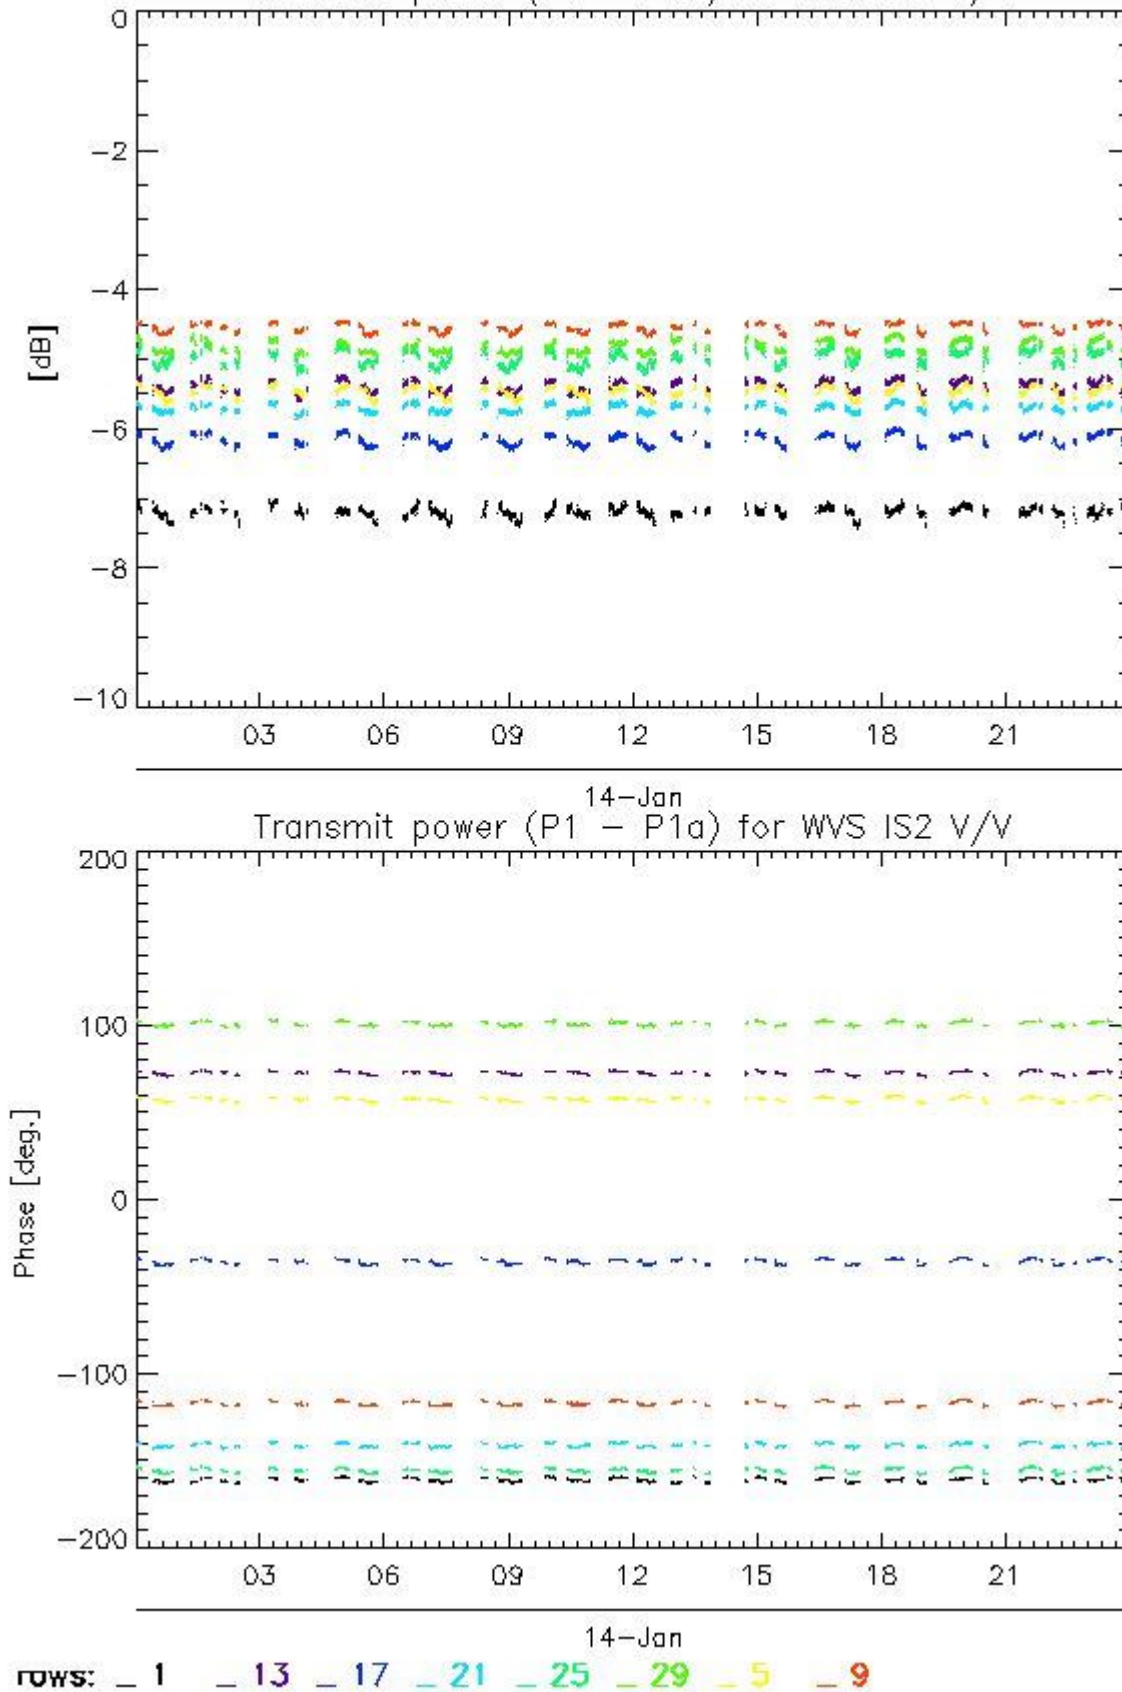 0
-2
-4
[dB]
-6
-8
-10
03 06 09 12 15 18 21
14-Jan
Transmit power (P1 - P1a) for WVS IS2 V/V
200
100
Phase [deg.]
0
-100
-200
03 06 09 12 15 18 21
14-Jan
rows: _ 1 _ 13 _ 17 _ 21 _ 25 _ 29 _ 5 _ 9